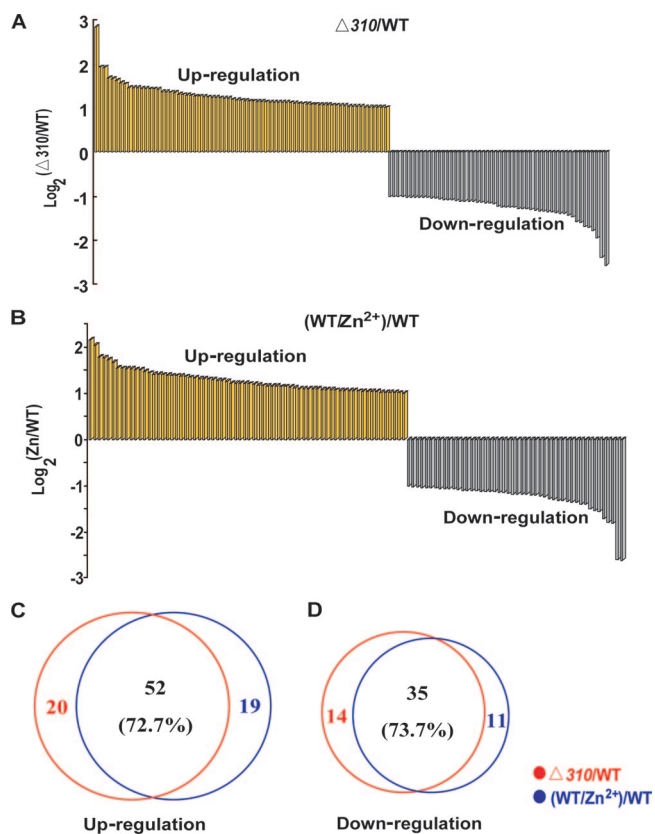 A
△310/WT
3
2
1
0
-1
-2
-3
Log2(△310/WT)
Up-regulation
Down-regulation
B
(WT/Zn²⁺)/WT
2
1
0
-1
-2
-3
Log2(Zn/WT)
Up-regulation
Down-regulation
C
20
52
(72.7%)
19
Up-regulation
D
14
35
(73.7%)
11
Down-regulation
△310/WT
(WT/Zn²⁺)/WT